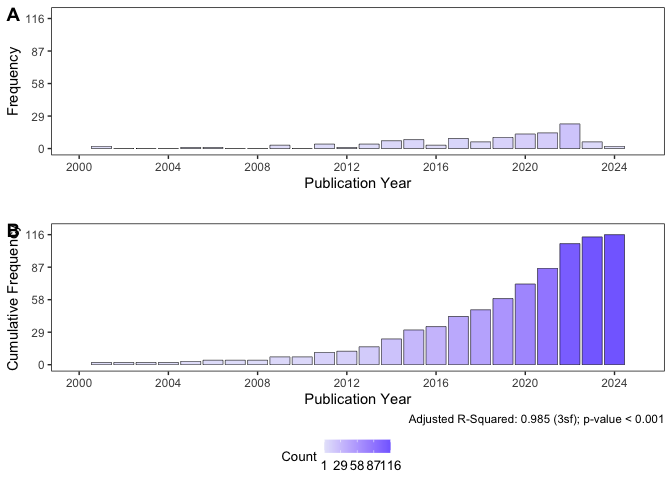 A
116
87
58
29
0
Frequency
2000 2004 2008 2012 2016 2020 2024
Publication Year
B
116
87
58
29
0
Cumulative Frequency
2000 2004 2008 2012 2016 2020 2024
Publication Year
Adjusted R-Squared: 0.985 (3sf); p-value < 0.001
Count
1 29 58 87 116